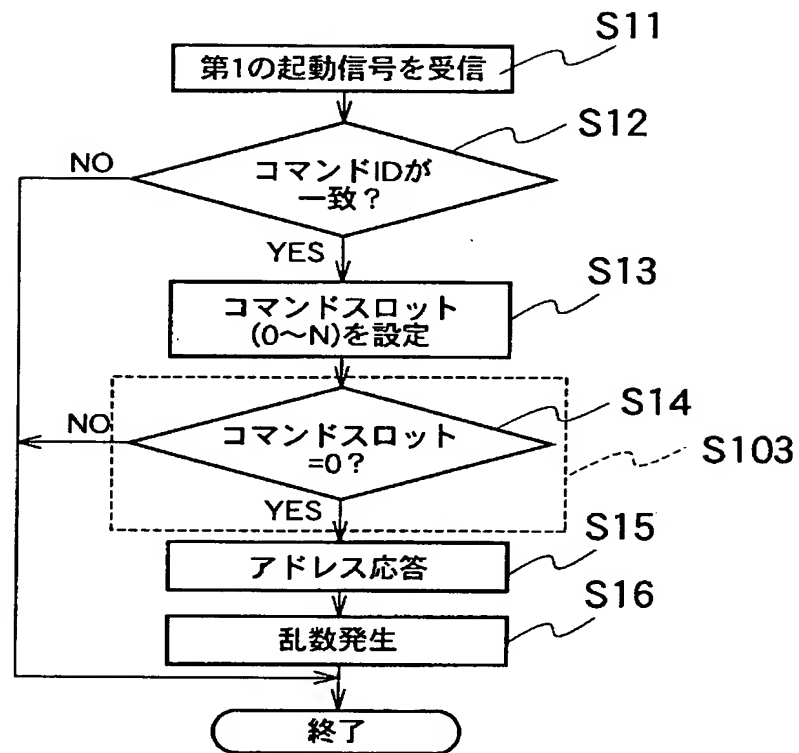 S11
第1の起動信号を受信
S12
NO
コマンドIDが
一致?
YES
S13
コマンドスロット
(0〜N)を設定
S14
NO
コマンドスロット
=0?
S103
YES
S15
アドレス応答
S16
乱数発生
終了